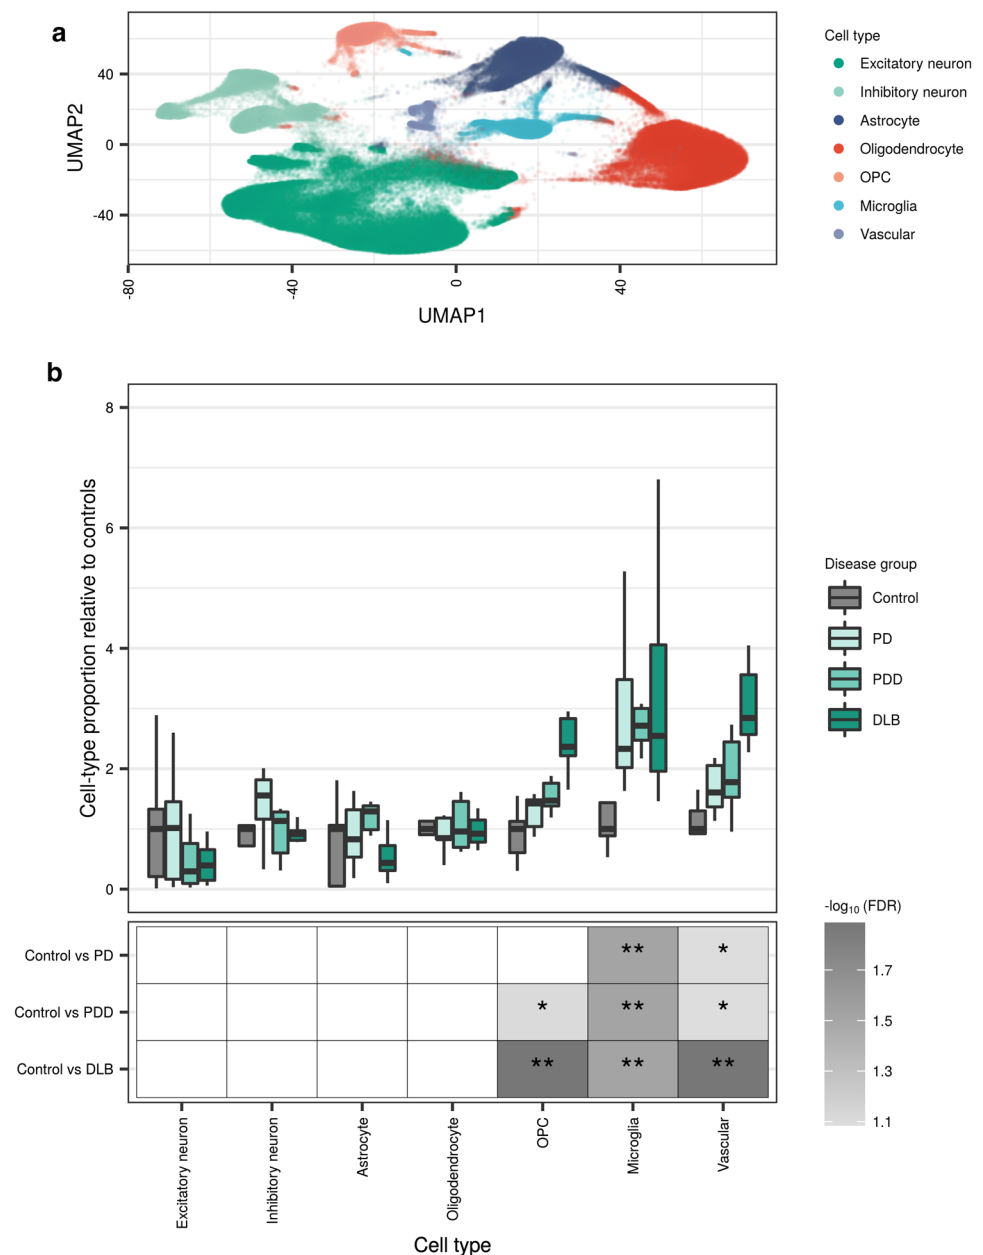 a
UMAP2
40
0
-40
-80
-40
0
40
UMAP1
Cell type
Excitatory neuron
Inhibitory neuron
Astrocyte
Oligodendrocyte
OPC
Microglia
Vascular
b
Cell-type proportion relative to controls
8
6
4
2
0
Disease group
Control
PD
PDD
DLB
Control vs PD
** *
Control vs PDD
* ** *
Control vs DLB
** ** **
-log₁₀ (FDR)
1.7
1.5
1.3
1.1
Excitatory neuron
Inhibitory neuron
Astrocyte
Oligodendrocyte
OPC
Microglia
Vascular
Cell type